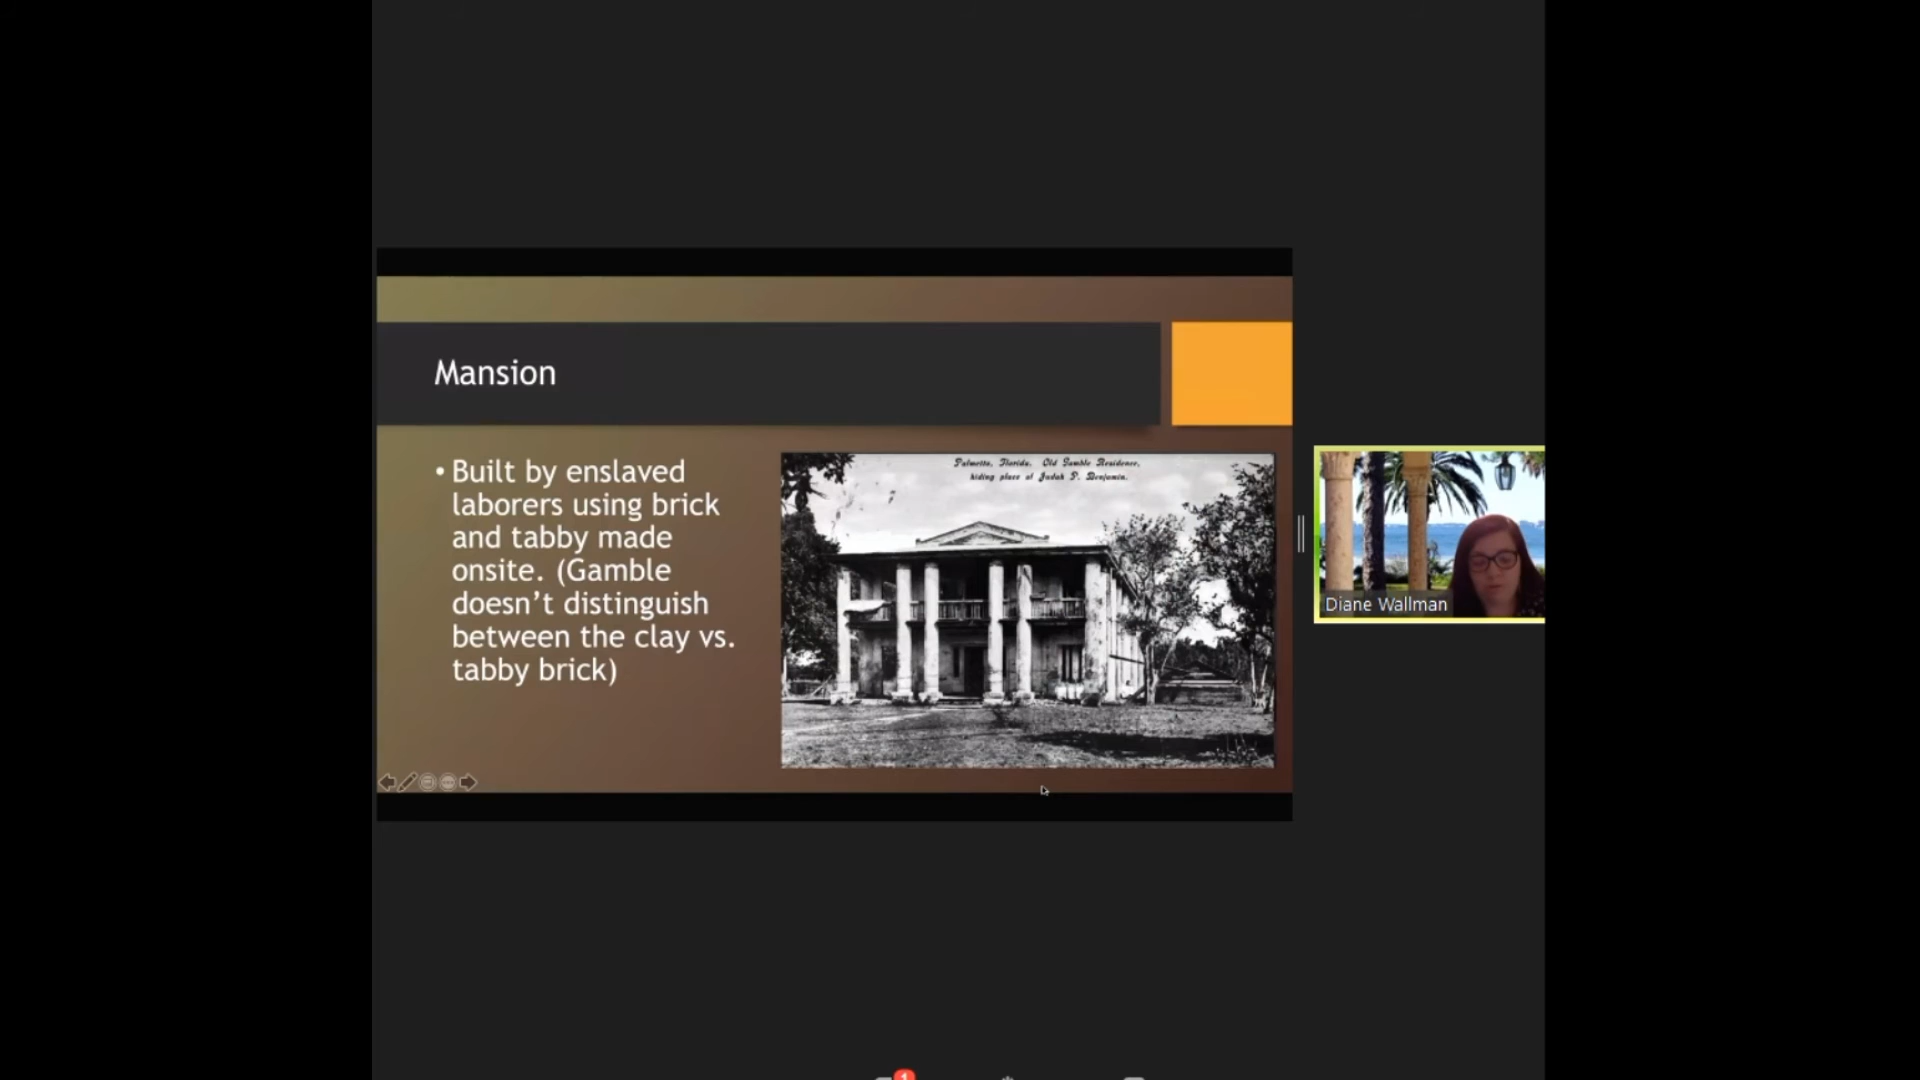 Mansion
• Built by enslaved
laborers using brick
and tabby made
onsite. (Gamble
doesn’t distinguish
between the clay vs.
tabby brick)
Palmetto, Florida. Old Gamble Residence,
hiding place of Judah P. Benjamin.
Diane Wallman
1